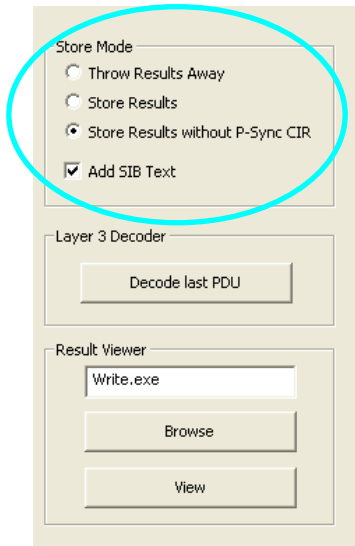 Store Mode
Throw Results Away
Store Results
Store Results without P-Sync CIR
Add SIB Text
Layer 3 Decoder
Decode last PDU
Result Viewer
Write.exe
Browse
View